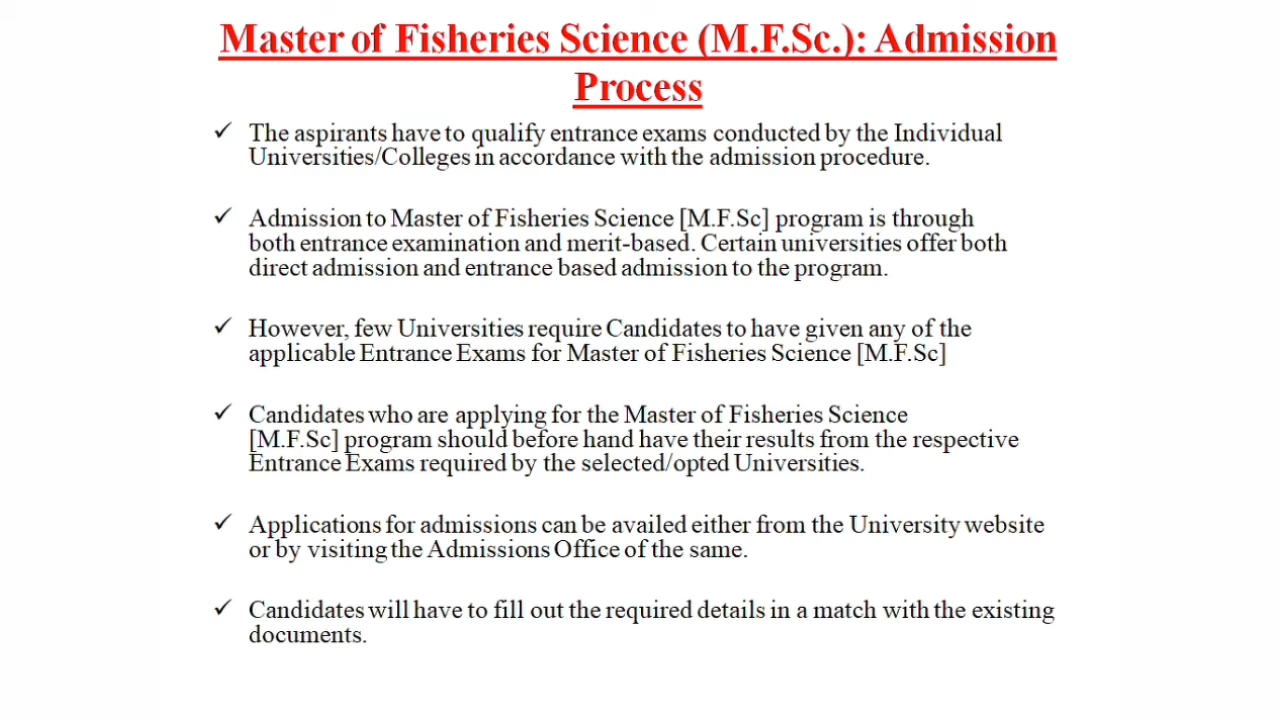 Master of Fisheries Science (M.F.Sc.): Admission
Process
✓ The aspirants have to qualify entrance exams conducted by the Individual
Universities/Colleges in accordance with the admission procedure.
✓ Admission to Master of Fisheries Science [M.F.Sc] program is through
both entrance examination and merit-based. Certain universities offer both
direct admission and entrance based admission to the program.
✓ However, few Universities require Candidates to have given any of the
applicable Entrance Exams for Master of Fisheries Science [M.F.Sc]
✓ Candidates who are applying for the Master of Fisheries Science
[M.F.Sc] program should before hand have their results from the respective
Entrance Exams required by the selected/opted Universities.
✓ Applications for admissions can be availed either from the University website
or by visiting the Admissions Office of the same.
✓ Candidates will have to fill out the required details in a match with the existing
documents.